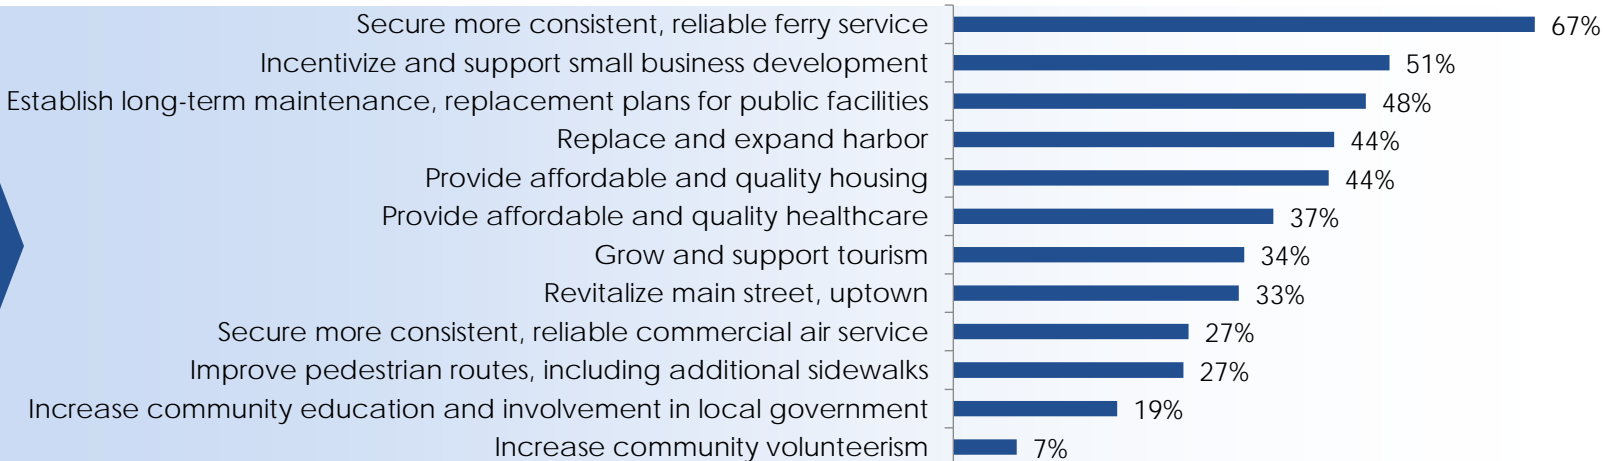 Secure more consistent, reliable ferry service 67%
Incentivize and support small business development 51%
Establish long-term maintenance, replacement plans for public facilities 48%
Replace and expand harbor 44%
Provide affordable and quality housing 44%
Provide affordable and quality healthcare 37%
Grow and support tourism 34%
Revitalize main street, uptown 33%
Secure more consistent, reliable commercial air service 27%
Improve pedestrian routes, including additional sidewalks 27%
Increase community education and involvement in local government 19%
Increase community volunteerism 7%